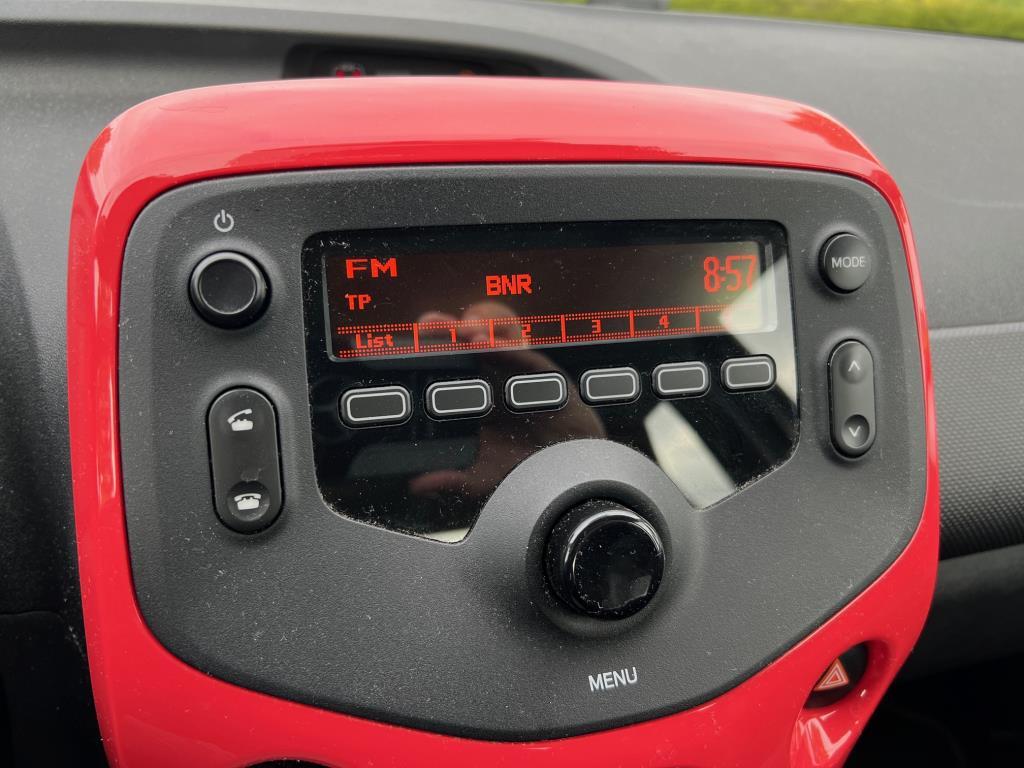 FM
BNR
8:57
MODE
TP
List 1 2 3 4
MENU